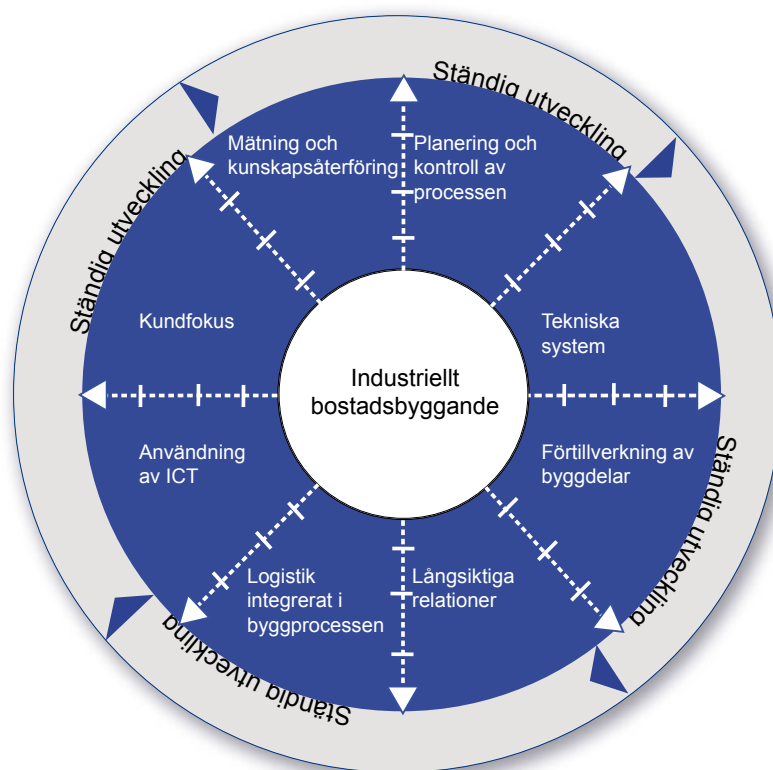 Ständig utveckling
Mätning och
kunskapsåterföring
Planering och
kontroll av
processen
Ständig utveckling
Kundfokus
Tekniska
system
Industriellt
bostadsbyggande
Användning
av ICT
Förtillverkning av
byggdelar
Ständig utveckling
Logistik
integrerat i
byggprocessen
Långsiktiga
relationer
Ständig utveckling